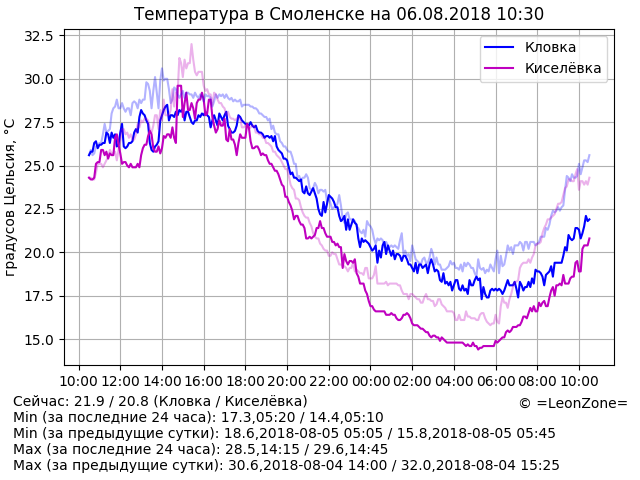 Температура в Смоленске на 06.08.2018 10:30
градусов Цельсия, °C
32.5
30.0
27.5
25.0
22.5
20.0
17.5
15.0
Кловка
Киселёвка
10:00 12:00 14:00 16:00 18:00 20:00 22:00 00:00 02:00 04:00 06:00 08:00 10:00
Сейчас: 21.9 / 20.8 (Кловка / Киселёвка)
© =LeonZone=
Min (за последние 24 часа): 17.3,05:20 / 14.4,05:10
Min (за предыдущие сутки): 18.6,2018-08-05 05:05 / 15.8,2018-08-05 05:45
Max (за последние 24 часа): 28.5,14:15 / 29.6,14:45
Max (за предыдущие сутки): 30.6,2018-08-04 14:00 / 32.0,2018-08-04 15:25